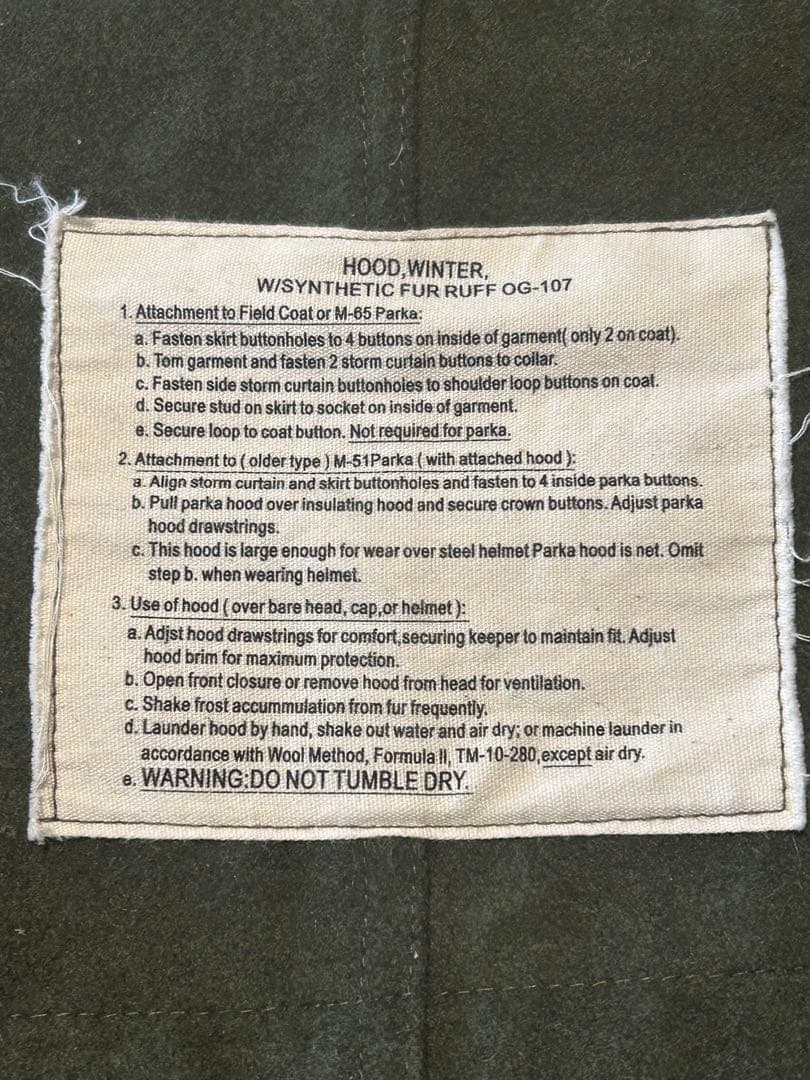 HOOD,WINTER,
W/SYNTHETIC FUR RUFF OG-107
1. Attachment to Field Coat or M-65 Parka:
a. Fasten skirt buttonholes to 4 buttons on inside of garment( only 2 on coat).
b. Tom garment and fasten 2 storm curtain buttons to collar.
c. Fasten side storm curtain buttonholes to shoulder loop buttons on coat.
d. Secure stud on skirt to socket on inside of garment.
e. Secure loop to coat button. Not required for parka.
2. Attachment to ( older type ) M-51Parka ( with attached hood ):
a. Align storm curtain and skirt buttonholes and fasten to 4 inside parka buttons.
b. Pull parka hood over insulating hood and secure crown buttons. Adjust parka
hood drawstrings.
c. This hood is large enough for wear over steel helmet Parka hood is net. Omit
step b. when wearing helmet.
3. Use of hood ( over bare head, cap,or helmet ):
a. Adjst hood drawstrings for comfort,securing keeper to maintain fit. Adjust
hood brim for maximum protection.
b. Open front closure or remove hood from head for ventilation.
c. Shake frost accummulation from fur frequently.
d. Launder hood by hand, shake out water and air dry; or machine launder in
accordance with Wool Method, Formula II, TM-10-280,except air dry.
e. WARNING:DO NOT TUMBLE DRY.